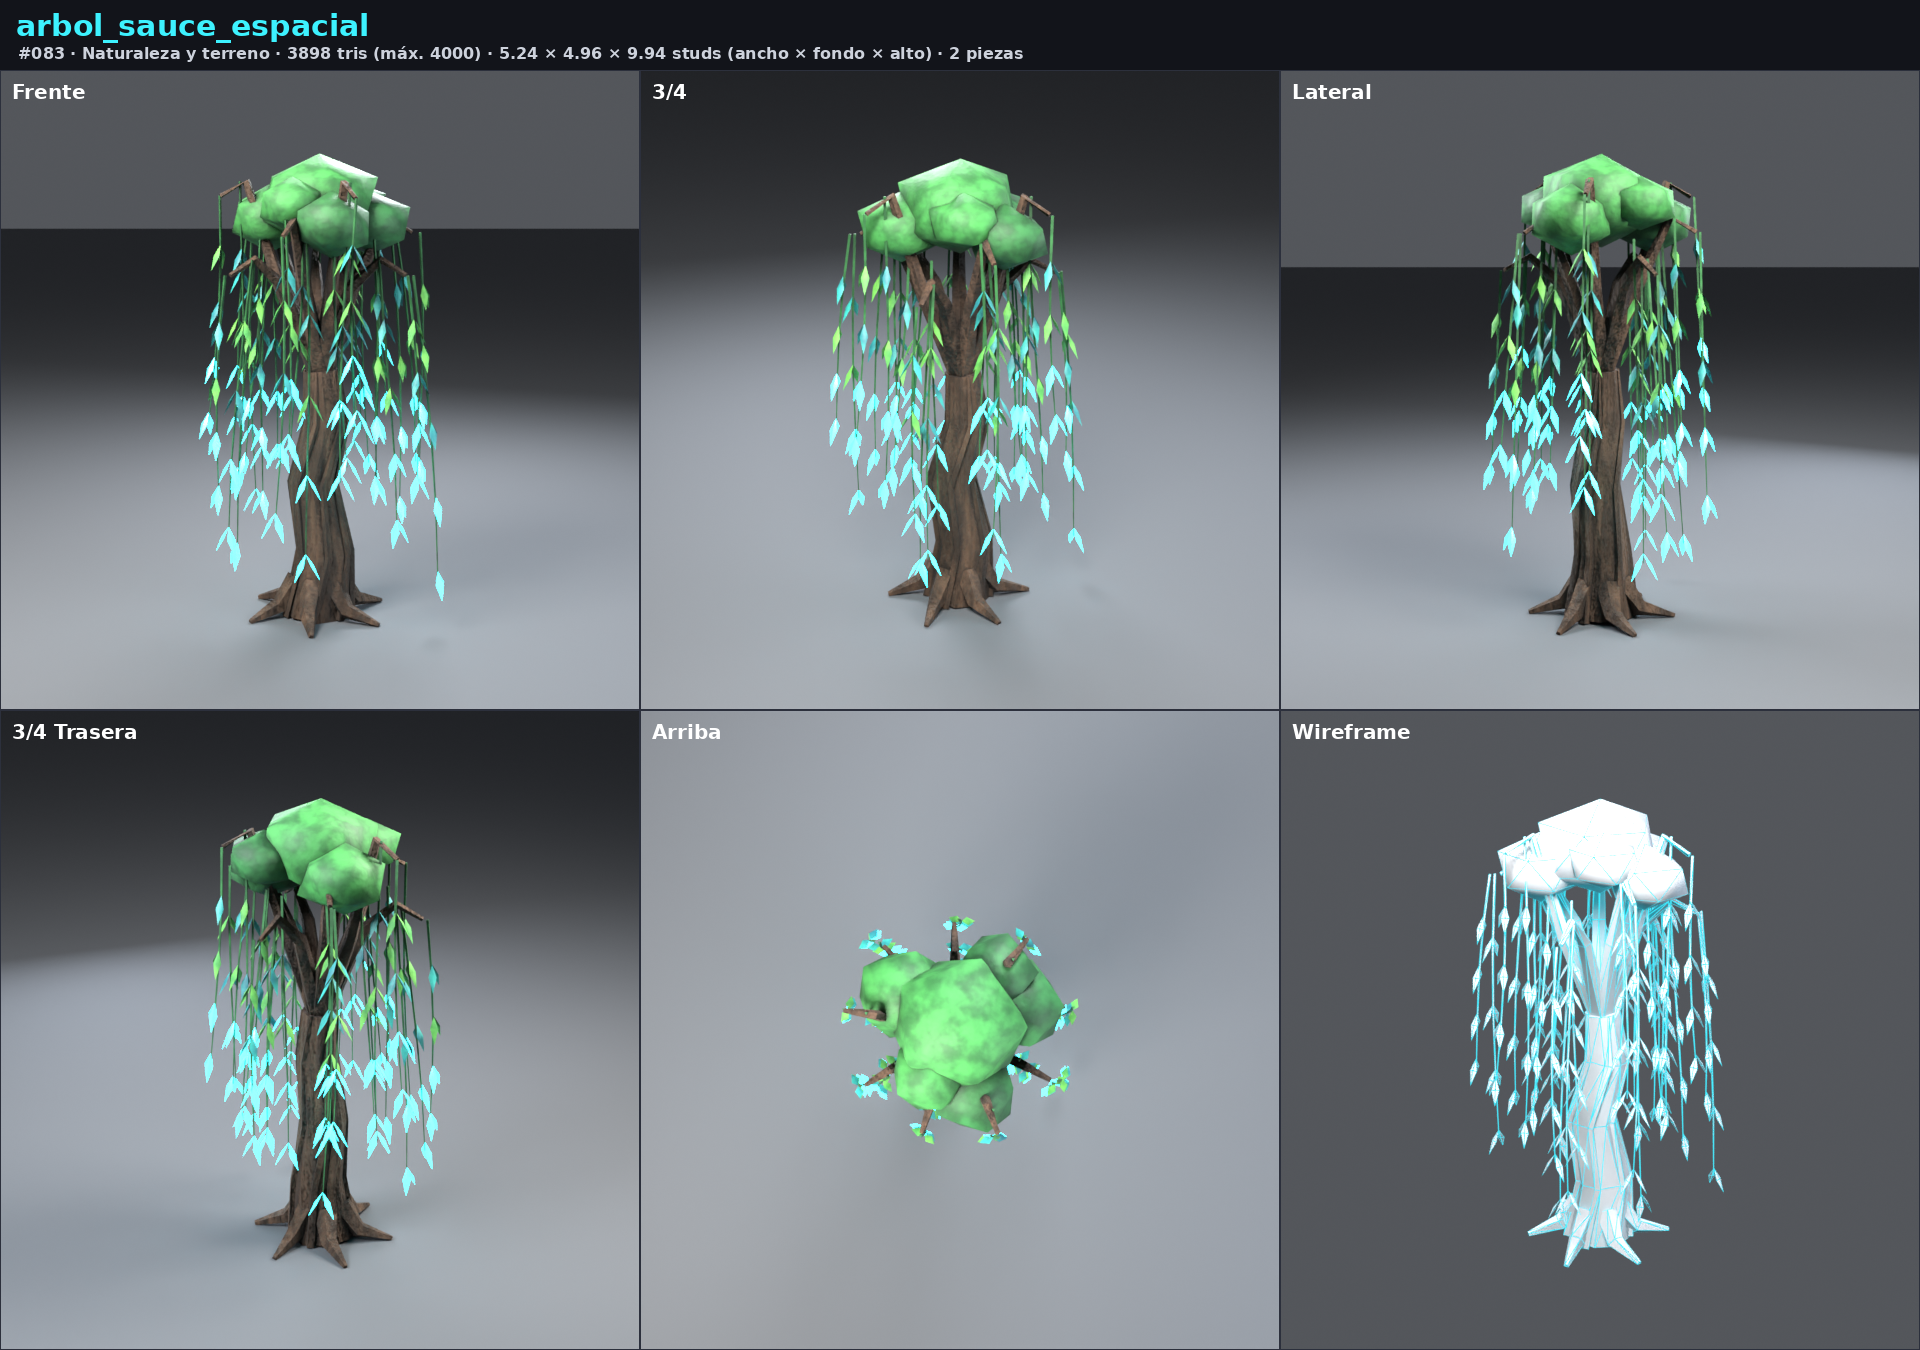 arbol_sauce_espacial
#083 · Naturaleza y terreno · 3898 tris (máx. 4000) · 5.24 × 4.96 × 9.94 studs (ancho × fondo × alto) · 2 piezas
Frente
3/4
Lateral
3/4 Trasera
Arriba
Wireframe